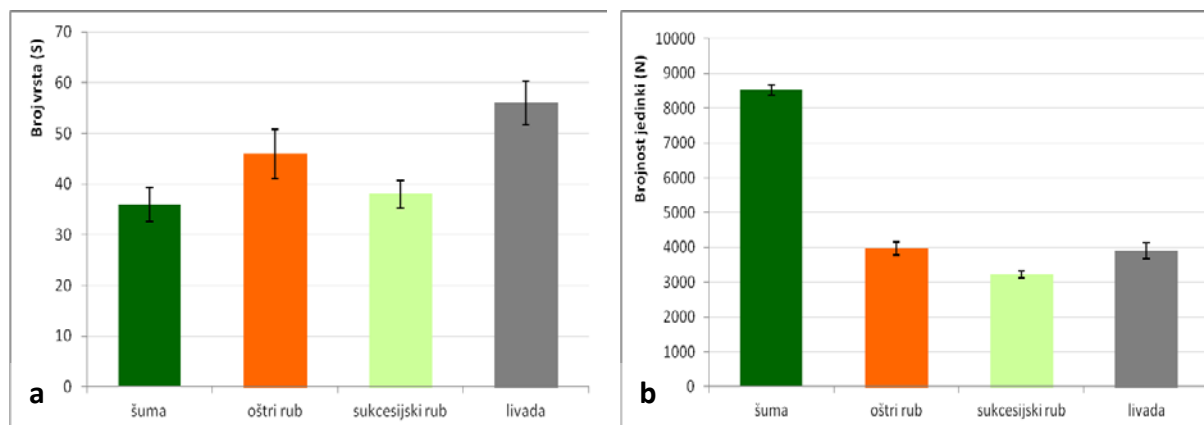 Broj vrsta (S)
70
60
50
40
30
20
10
0
šuma
oštri rub
sukcesijski rub
livada
a
Brojnost jedinki (N)
10000
9000
8000
7000
6000
5000
4000
3000
2000
1000
0
šuma
oštri rub
sukcesijski rub
livada
b